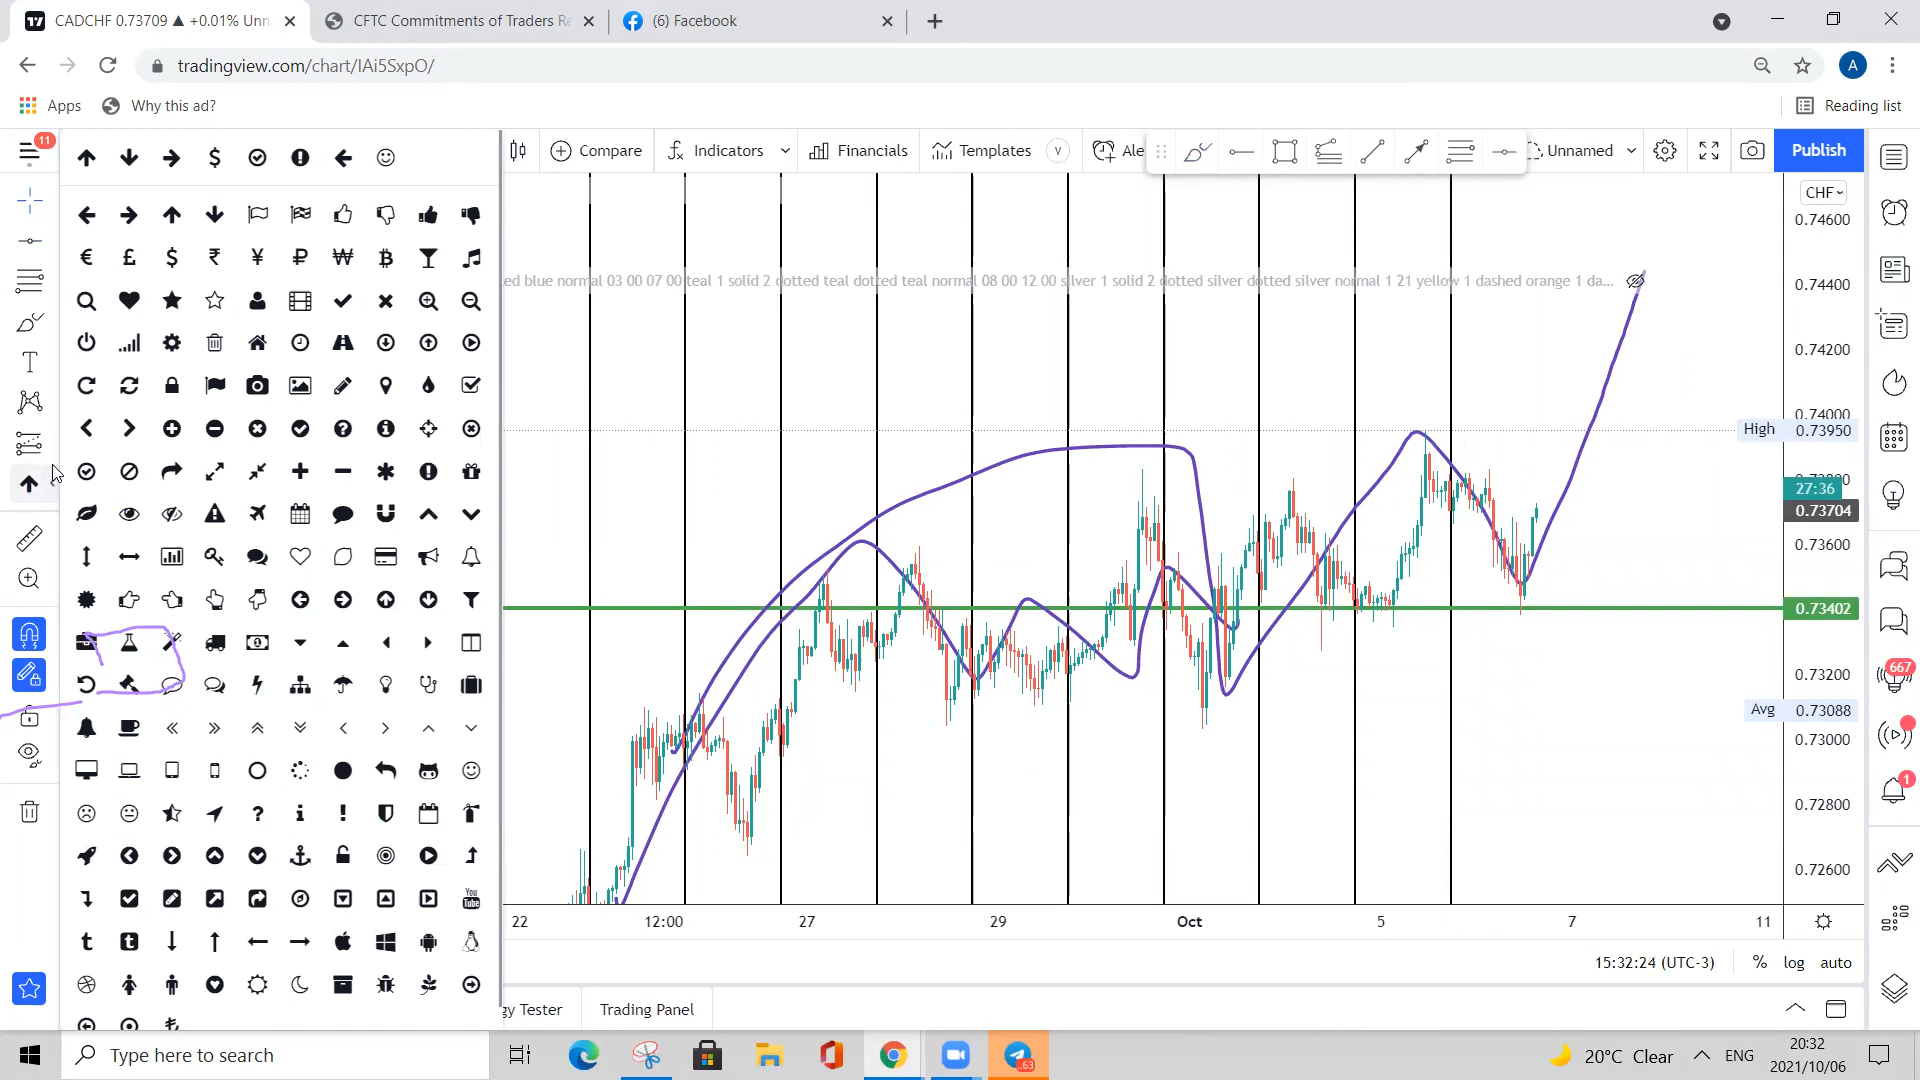 CADCHF 0.73709 ▲ +0.01% Unn
CFTC Commitments of Traders Re
(6) Facebook
tradingview.com/chart/IAi5SxpO/
A
Apps
Why this ad?
Reading list
11
Compare
Indicators
Financials
Templates
V
Ale
Unnamed
Publish
CHF
0.74600
ed blue normal 03 00 07 00 teal 1 solid 2 dotted teal dotted teal normal 08 00 12 00 silver 1 solid 2 dotted silver dotted silver normal 1 21 yellow 1 dashed orange 1 da...
0.74400
0.74200
0.74000
High 0.73950
27:36
0.73704
0.73600
0.73402
0.73200
667
Avg 0.73088
0.73000
1
0.72800
0.72600
You
Tube
22 12:00 27 29 Oct 5 7 11
15:32:24 (UTC-3) % log auto
gy Tester
Trading Panel
Type here to search
63
20°C Clear
ENG
20:32
2021/10/06